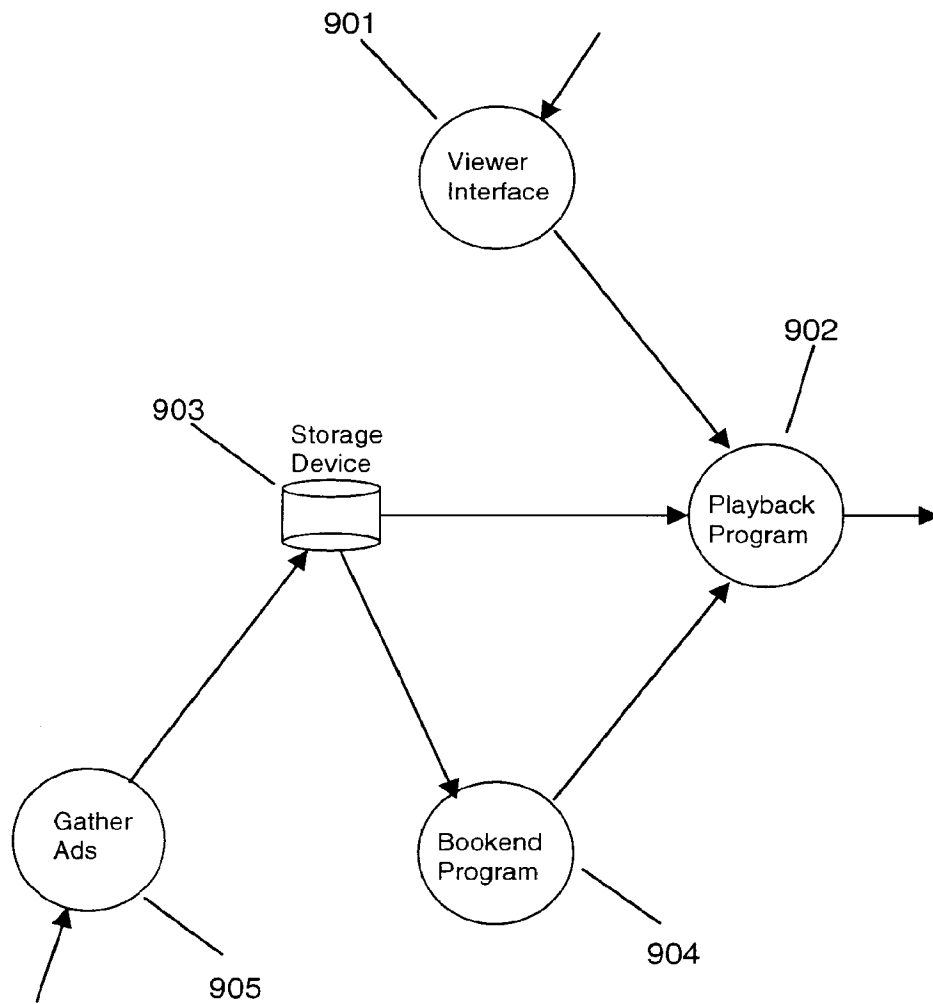 901
Viewer
Interface
902
903
Storage
Device
Playback
Program
Gather
Ads
Bookend
Program
904
905